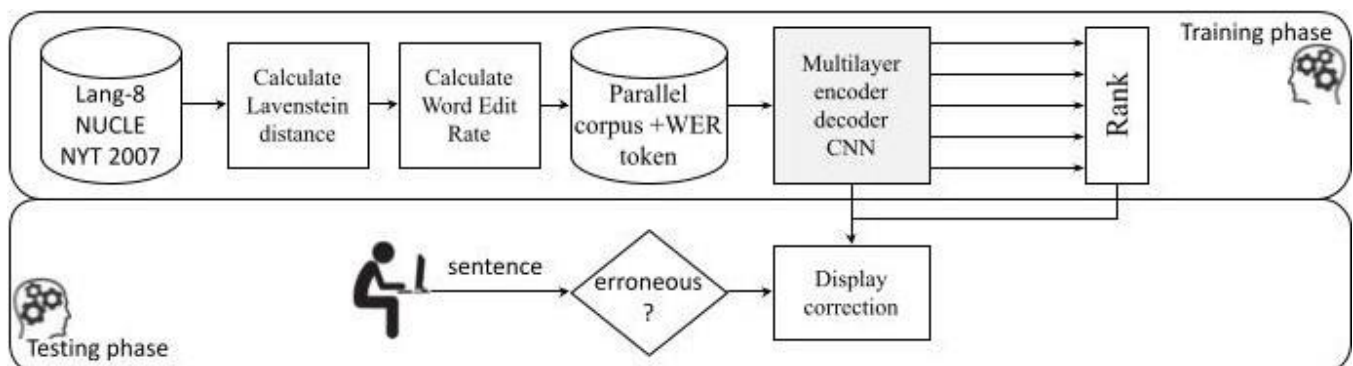 Training phase
Lang-8
NUCLE
NYT 2007
Calculate
Lavenstein
distance
Calculate
Word Edit
Rate
Parallel
corpus +WER
token
Multilayer
encoder
decoder
CNN
Rank
sentence
erroneous
?
Display
correction
Testing phase